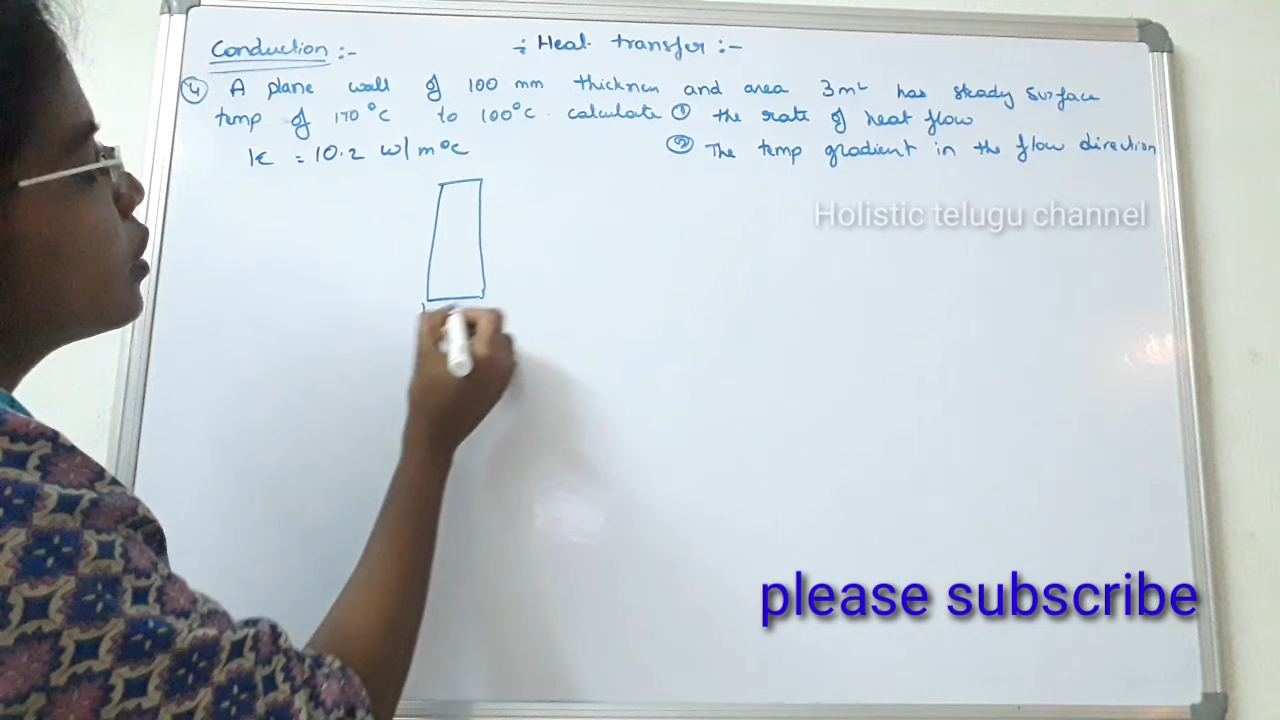 Conduction :-
÷ Heat transfer :-
4 A plane wall of 100 mm thickness and area 3m² has steady surface
temp of 170°C to 100°C. calculate ① the rate of heat flow
K = 10.2 W/m°C
② The temp gradient in the flow direction
Holistic telugu channel
please subscribe